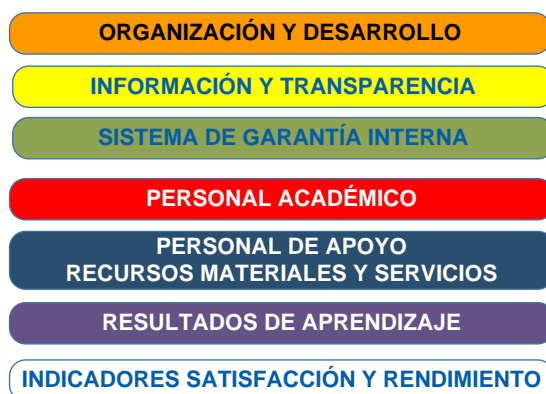 ORGANIZACIÓN Y DESARROLLO
INFORMACIÓN Y TRANSPARENCIA
SISTEMA DE GARANTÍA INTERNA
PERSONAL ACADÉMICO
PERSONAL DE APOYO
RECURSOS MATERIALES Y SERVICIOS
RESULTADOS DE APRENDIZAJE
INDICADORES SATISFACCIÓN Y RENDIMIENTO